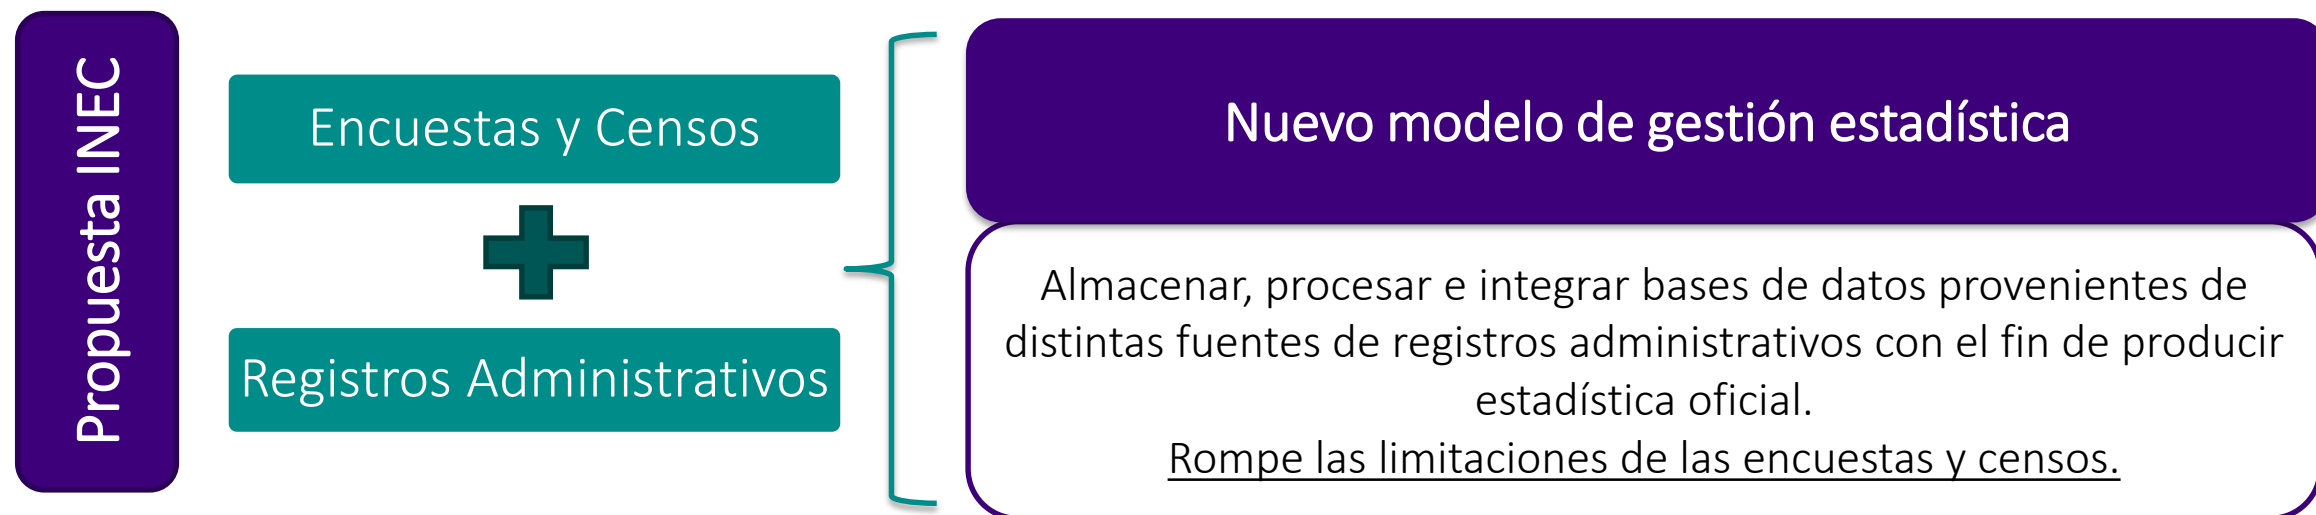 Propuesta INEC
Encuestas y Censos
Registros Administrativos
Nuevo modelo de gestión estadística
Almacenar, procesar e integrar bases de datos provenientes de
distintas fuentes de registros administrativos con el fin de producir
estadística oficial.
Rompe las limitaciones de las encuestas y censos.